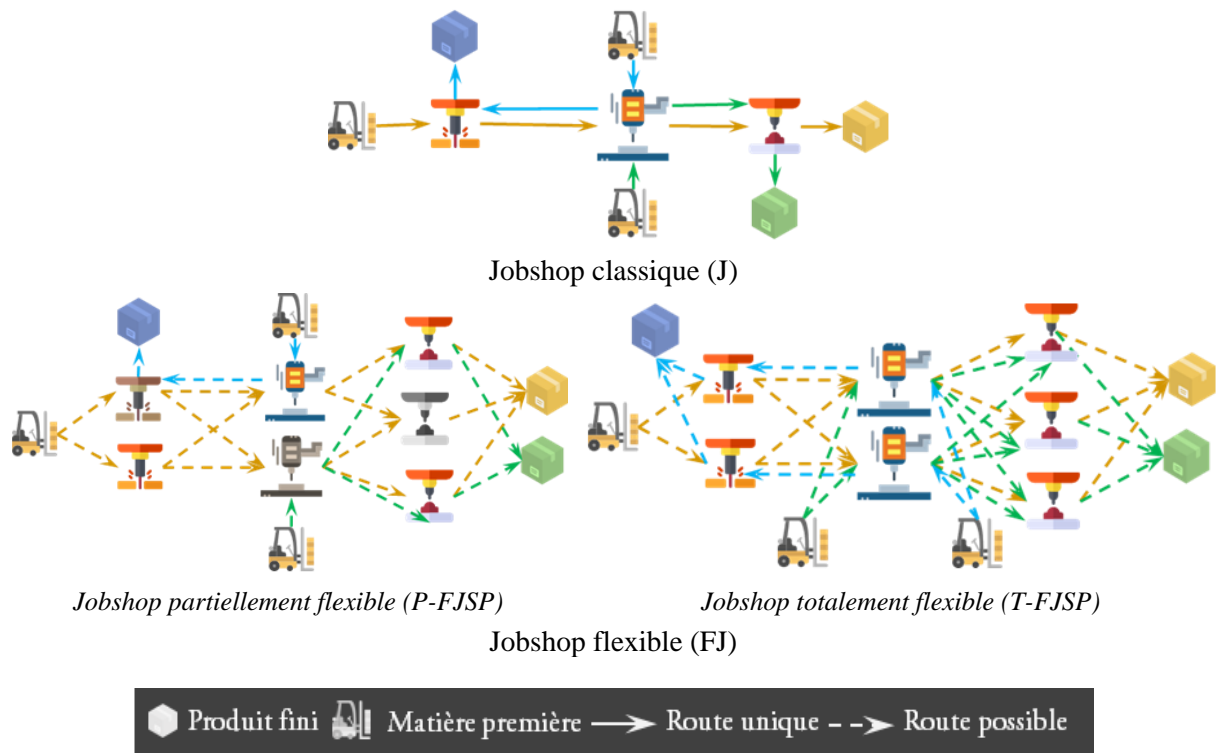 Jobshop classique (J)
Jobshop partiellement flexible (P-FJSP)
Jobshop totalement flexible (T-FJSP)
Jobshop flexible (FJ)
Produit fini Matière première Route unique Route possible